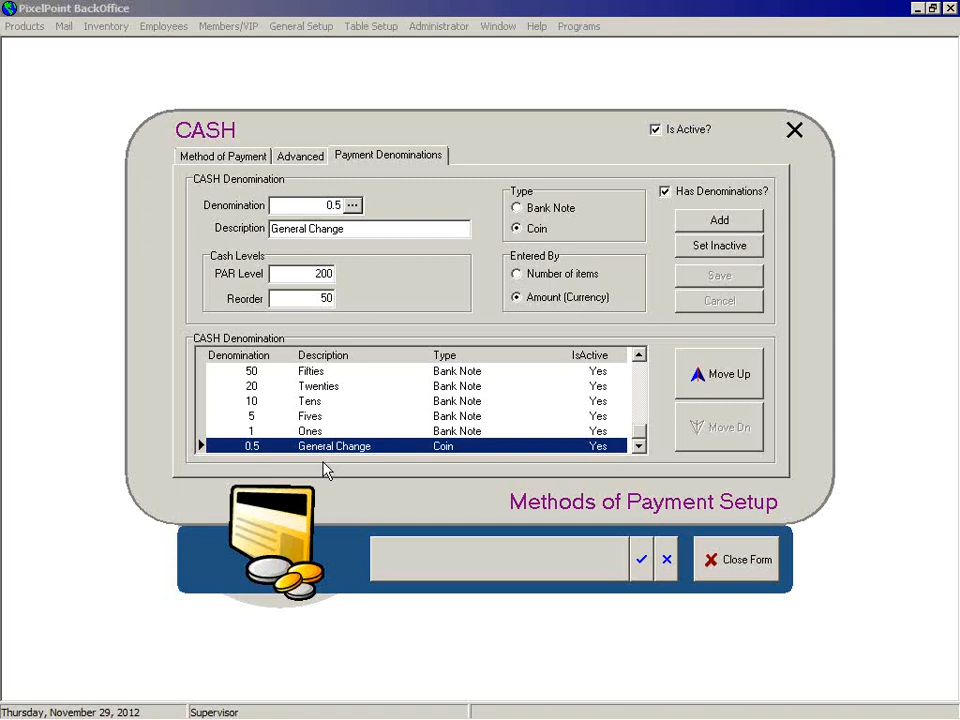 PixelPoint BackOffice
Products Mail Inventory Employees Members/VIP General Setup Table Setup Administrator Window Help Programs
CASH
Is Active?
Method of Payment Advanced Payment Denominations
CASH Denomination
Denomination 0.5 ...
Description General Change
Type
Bank Note
Coin
Has Denominations?
Add
Set Inactive
Save
Cancel
Cash Levels
PAR Level 200
Reorder 50
Entered By
Number of items
Amount (Currency)
CASH Denomination
Denomination Description Type IsActive
50 Fifties Bank Note Yes
20 Twenties Bank Note Yes
10 Tens Bank Note Yes
5 Fives Bank Note Yes
1 Ones Bank Note Yes
0.5 General Change Coin Yes
Move Up
Move Dn
Methods of Payment Setup
Close Form
Thursday, November 29, 2012 Supervisor